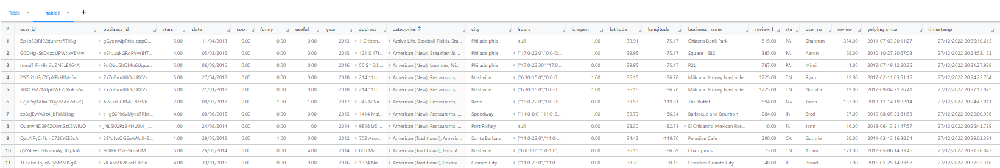 Table table1 +
# user_id business_id stars date cool funny useful year address categories city hours is_open latitude longitude business_name review_l sta user_nai review_ yelping_since timestamp
1 Zp1o52IRl92dunmsfiT96g gGyqnAlpFrka_qzpO... 5.00 11/04/2013 0.00 0.00 0.00 2013 1 Citizen... Active Life, Baseball Fields, Sta... Philadelphia null 1.00 39.91 -75.17 Citizens Bank Park 515.00 PA Shannon 354.00 2011-07-03 20:11:27 27/12/2022 20:35:10.615
2 G0DHgkSsDozqUPWtlxVEMw oBhJuukGRqPVvYBfT... 4.00 05/03/2015 0.00 0.00 0.00 2015 121 S 17t... American (New), Breakfast & ... Philadelphia {"17:0-22:0","0:0-0:... 1.00 39.95 -75.17 Square 1682 385.00 PA Aaron 68.00 2010-10-27 20:57:03 27/12/2022 20:24:53.133
3 mmdf_Fi-Hh_3uZN5zE164A 9gObo5ltOMo6Ugsa... 5.00 06/09/2016 0.00 0.00 0.00 2016 50 S 16th... American (New), Lounges, Ni... Philadelphia {"17:0-22:30","17:0... 0.00 39.95 -75.17 R2L 787.00 PA Mimi 1.00 2012-07-19 12:20:35 27/12/2022 20:31:27.928
4 iYY5Ii1LGpZCpXFkHIMefw Zx7n8mdt8OzLRXVz... 5.00 27/04/2018 0.00 0.00 0.00 2018 214 11th... American (New), Restaurants, ... Nashville {"6:30-15:0","0:0-0:... 1.00 36.15 -86.78 Milk and Honey Nashville 1725.00 TN Ryan 12.00 2017-02-11 03:51:15 27/12/2022 20:24:22.764
5 X8XCFMZN8pFlWEZcKuKzZw Zx7n8mdt8OzLRXVz... 5.00 21/01/2018 0.00 0.00 0.00 2018 214 11th... American (New), Restaurants, ... Nashville {"6:30-15:0","0:0-0:... 1.00 36.15 -86.78 Milk and Honey Nashville 1725.00 TN Namilla 19.00 2017-09-04 21:26:41 27/12/2022 20:37:12.075
6 EZjT2qJN0mOXypMAqZdSrQ A2q7d-CBM2-81tVk... 2.00 08/07/2017 0.00 1.00 1.00 2017 345 N Vir... American (New), Restaurants, ... Reno {"16:0-22:0","0:0-0:... 0.00 39.53 -119.81 The Buffet 594.00 NV Tiana 133.00 2013-11-14 19:22:14 27/12/2022 20:24:43.011
7 zoBajEyVA0z4IjbFsMJksg c-IgS6Pk6vMyax7Rbr... 4.00 08/06/2015 0.00 0.00 0.00 2015 1414 Mai... American (New), Restaurants, ... Speedway {"11:0-0:0","11:0-2... 1.00 39.79 -86.24 Barbecue and Bourbon 284.00 IN Brad 27.00 2010-08-05 23:31:53 27/12/2022 20:22:00.936
8 OuatwND396ZQxm2zK8WlUQ jNL5KUPz2-tHUJM_... 1.00 24/08/2014 0.00 0.00 1.00 2014 9818 US ... American (New), Restaurants, ... Port Richey null 0.00 28.30 -82.71 El Chicanito Mexican Res... 10.00 FL Jenn 16.00 2013-06-13 21:47:57 27/12/2022 20:25:43.729
9 QacYrFyCrFLmC726YEEBsA 29YqJwOGEuAWqlHZ... 1.00 29/05/2012 0.00 1.00 0.00 2012 702 Anac... American (Traditional), Americ... Santa Barbara {"11:0-22:0","11:0-... 0.00 34.42 -119.70 Paradise Cafe 290.00 CA Guthrie 28.00 2011-03-13 16:38:04 27/12/2022 20:39:03.391
10 qVYiIGRmY6uemAy_tDpfuA 9OtFX3YzG5keaUM... 5.00 26/05/2014 0.00 0.00 4.00 2014 600 Marr... American (Traditional), Bars, A... Nashville {"6:0-1:0","6:0-1:0",... 0.00 36.15 -86.69 Champions 73.00 TN Adam 171.00 2012-05-06 14:33:46 27/12/2022 20:31:38.047
11 1EecTw-Iojid62ySMMISgA xR3inMR2KceU3b9d... 4.00 30/01/2016 0.00 0.00 0.00 2016 1324 Nie... American (Traditional), Restau... Granite City {"11:0-23:0","11:0-... 0.00 38.70 -90.15 Lascelles Granite City 48.00 IL Brandi 7.00 2016-01-25 14:33:58 27/12/2022 20:37:32.316